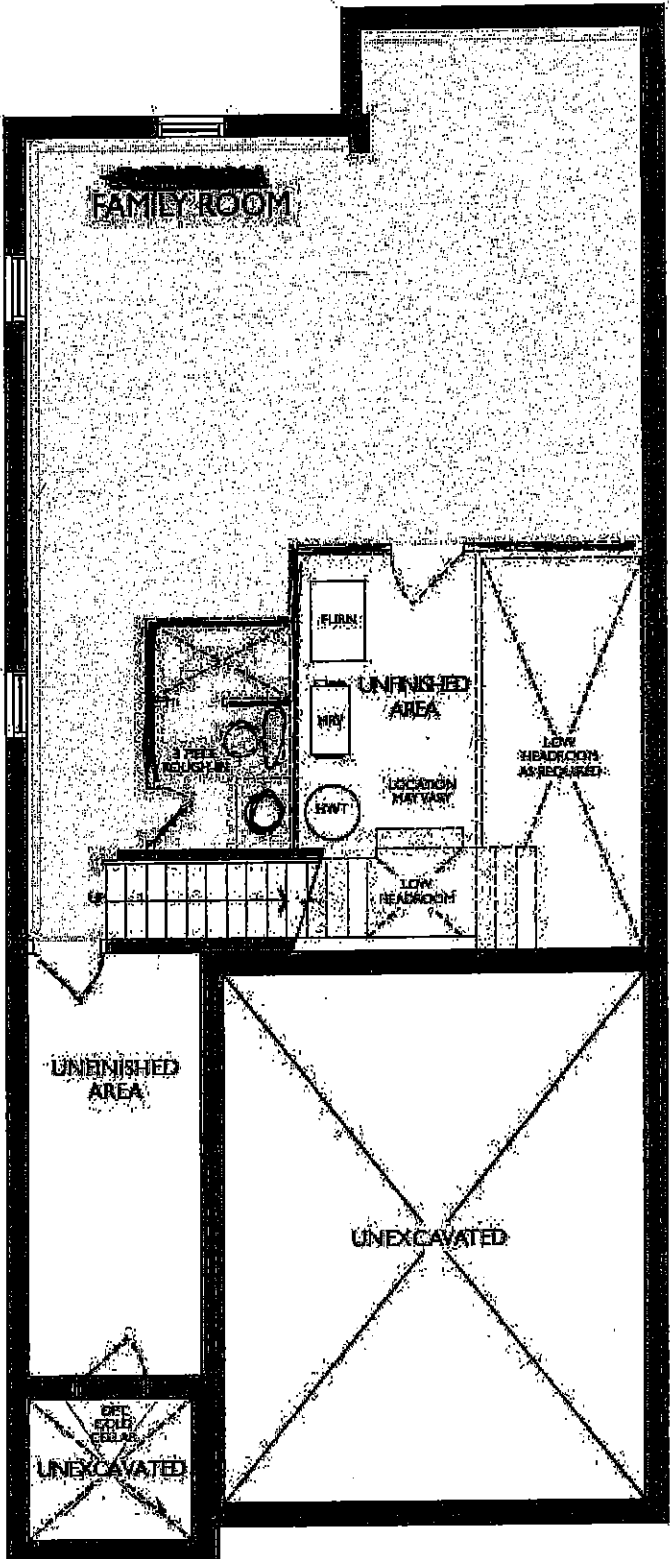 FAMILY ROOM
FURN
UNFINISHED
AREA
HRV
3 PIECE
ROUGH-IN
LOW
HEADROOM
AS REQUIRED
LOCATION
MAY VARY
HWT
LOW
HEADROOM
UP
UNFINISHED
AREA
UNEXCAVATED
OPT.
COLD
CELLAR
UNEXCAVATED